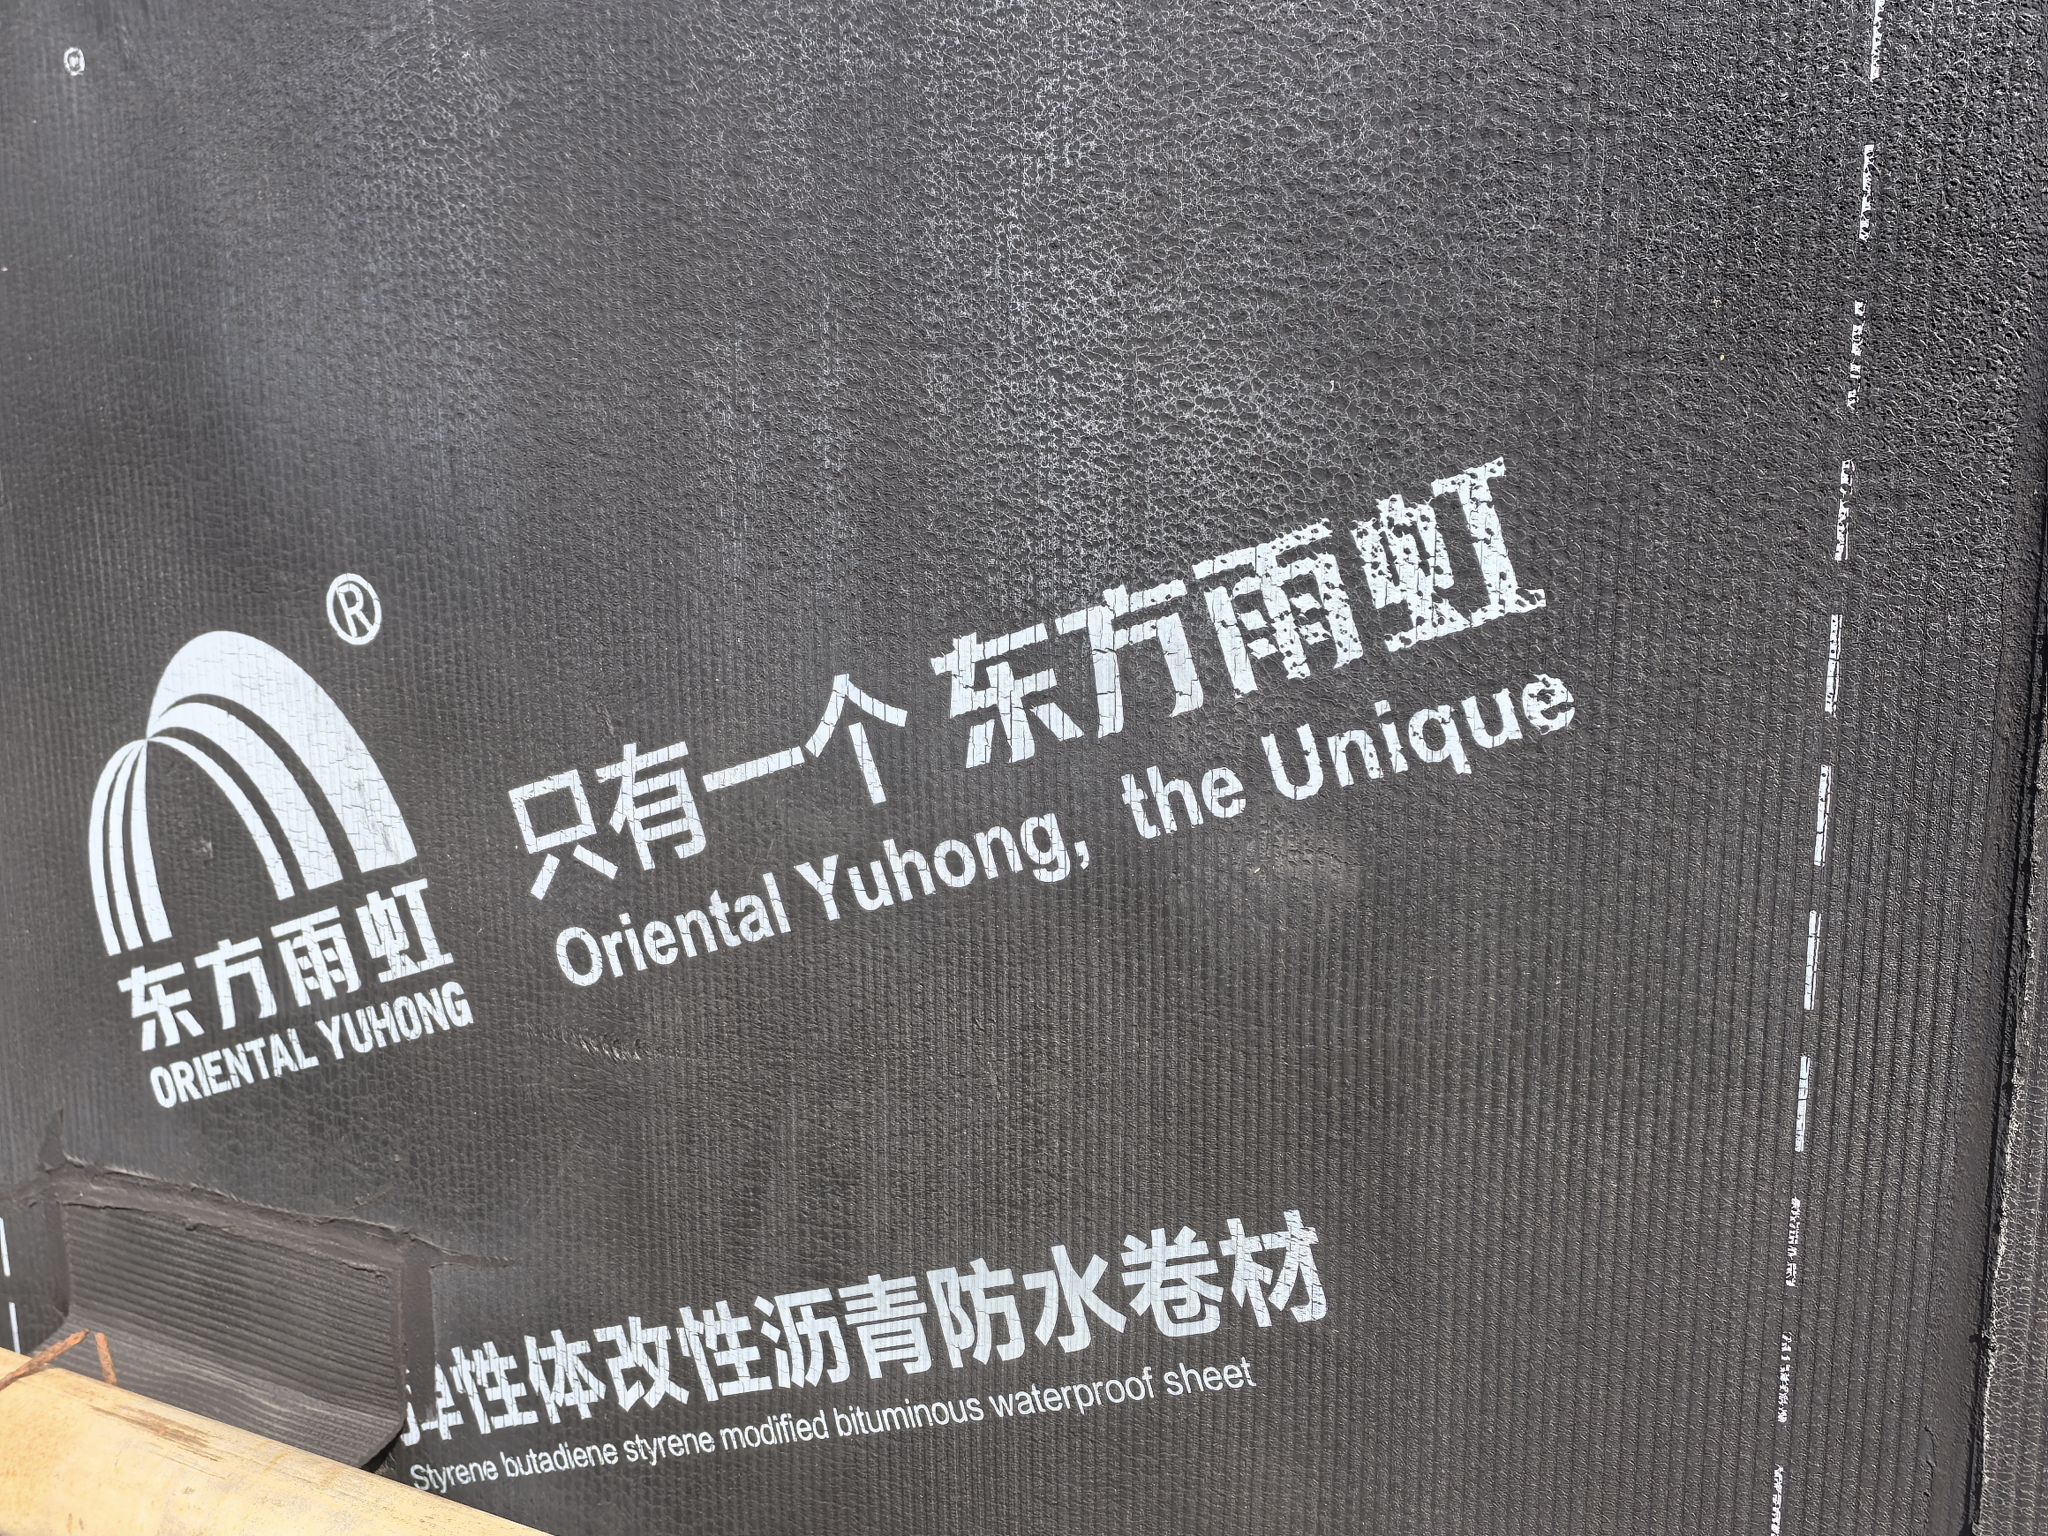 ®
东方雨虹
ORIENTAL YUHONG
只有一个 东方雨虹
Oriental Yuhong, the Unique
弹性体改性沥青防水卷材
Styrene butadiene styrene modified bituminous waterproof sheet